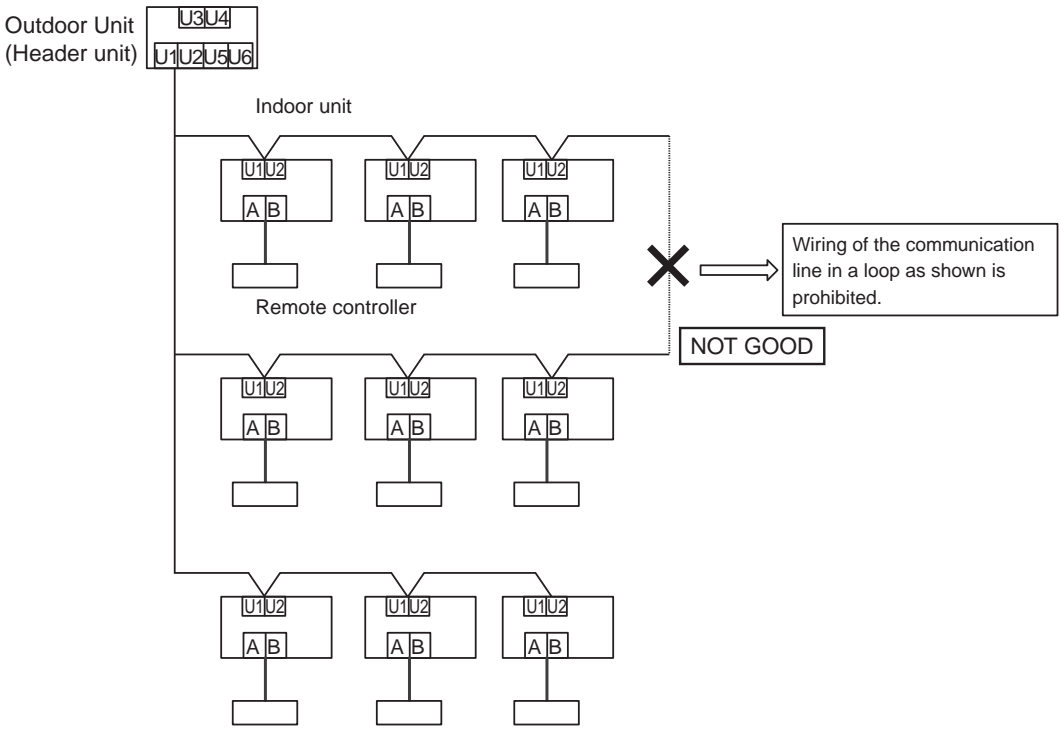 Outdoor Unit
(Header unit)
U3 U4
U1 U2 U5 U6
Indoor unit
U1 U2 U1 U2 U1 U2
A B A B A B
Remote controller
Wiring of the communication
line in a loop as shown is
prohibited.
NOT GOOD
U1 U2 U1 U2 U1 U2
A B A B A B
U1 U2 U1 U2 U1 U2
A B A B A B